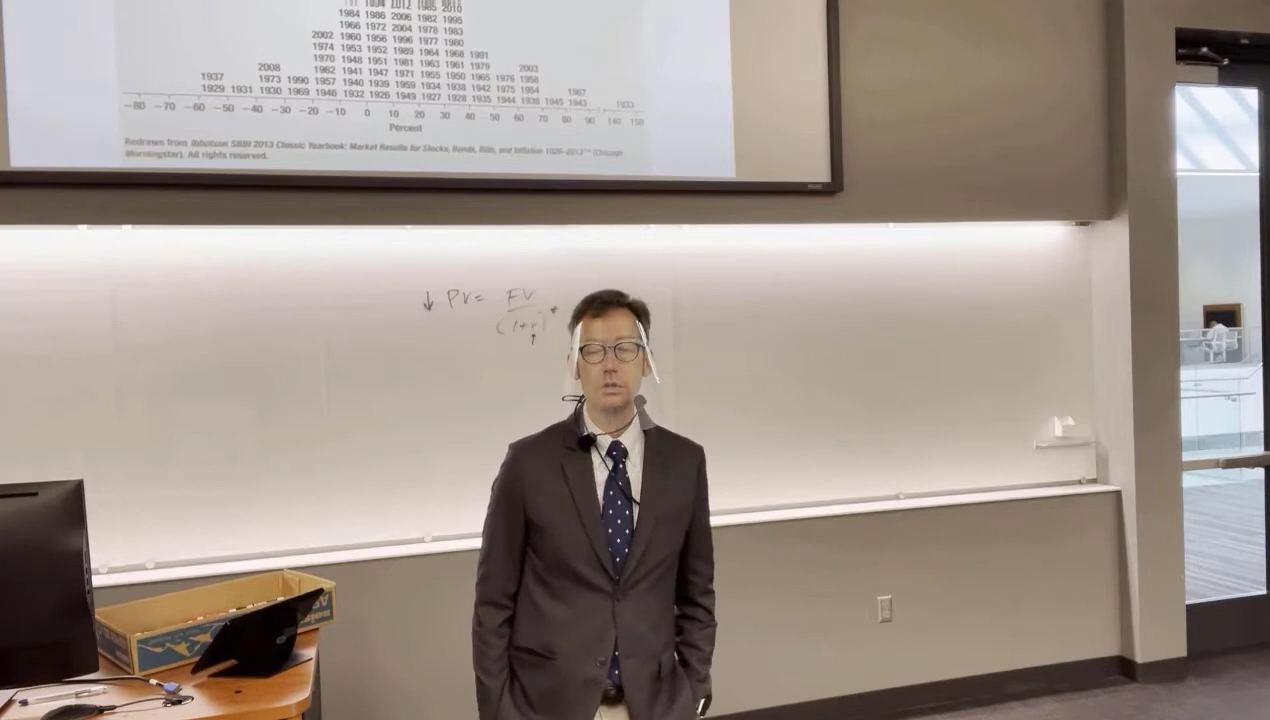 1984 1986 2006 1982 1995
1966 1972 2004 1978 1983
2002 1960 1956 1996 1977 1980
1974 1953 1952 1989 1964 1968 1991
1970 1948 1951 1981 1963 1961 1979
2008 1962 1941 1947 1971 1955 1950 1965 1976 2003
1937 1973 1990 1957 1940 1939 1959 1934 1938 1942 1975 1958
1929 1931 1930 1969 1946 1932 1926 1949 1927 1928 1935 1944 1945 1943 1933
−80 −70 −60 −50 −40 −30 −20 −10 0 10 20 30 40 50 60 70 80 90 140 150
Percent
Redrawn from Ibbotson SBBI 2013 Classic Yearbook: Market Results for Stocks, Bonds, Bills, and Inflation 1926–2013™ (Chicago:
Morningstar). All rights reserved.
↓ PV= FV
(1+r)
↑